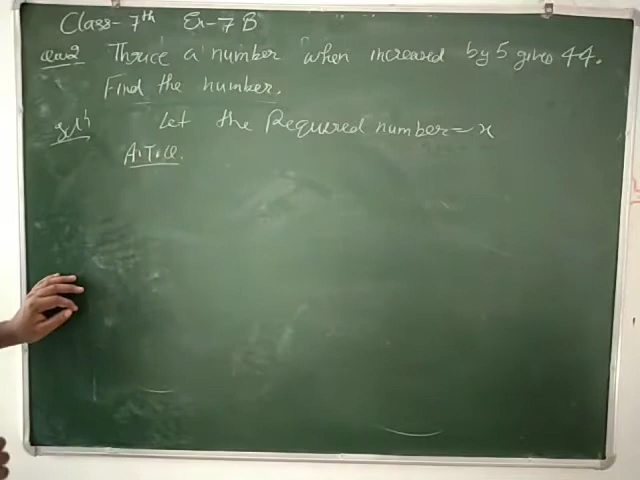 Class- 7th Ex- 7 B
Que2 Thrice a number when increased by 5 gives 44.
Find the number.
Soln Let the Required number = x
A.T.Q.